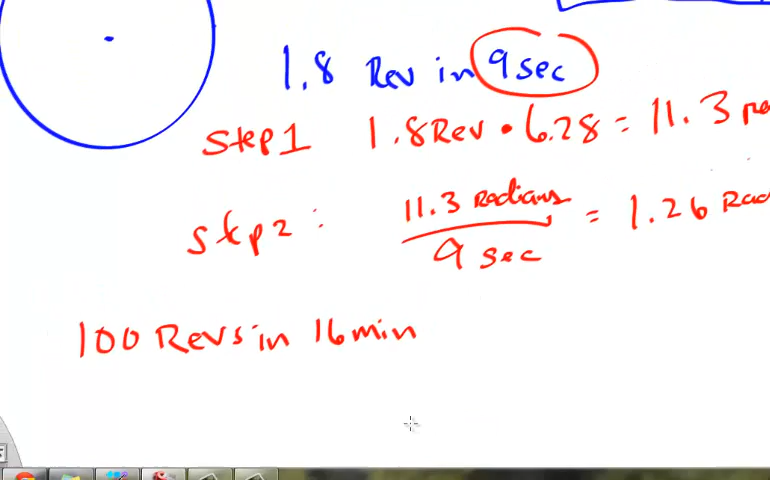 1.8 Rev in 9 sec
Step 1 1.8 Rev • 6.28 = 11.3
Step 2 : 11.3 Radians / 9 sec = 1.26 Rad
100 Revs in 16 min